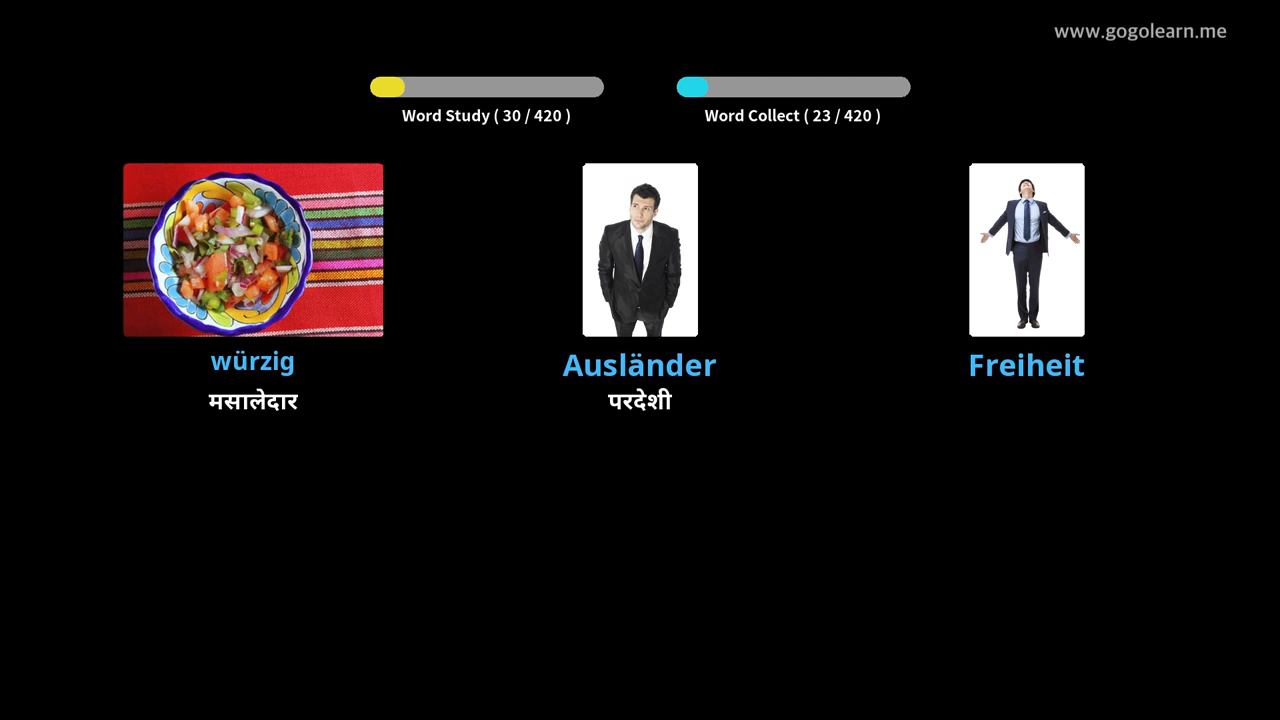 www.gogolearn.me
Word Study ( 30 / 420 )
Word Collect ( 23 / 420 )
würzig
Ausländer
Freiheit
मसालेदार
परदेशी